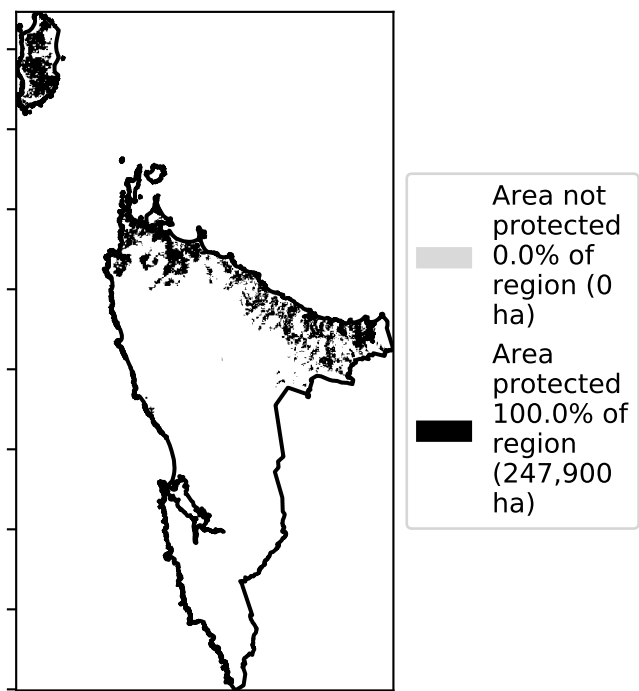 Area not
protected
0.0% of
region (0
ha)
Area
protected
100.0% of
region
(247,900
ha)